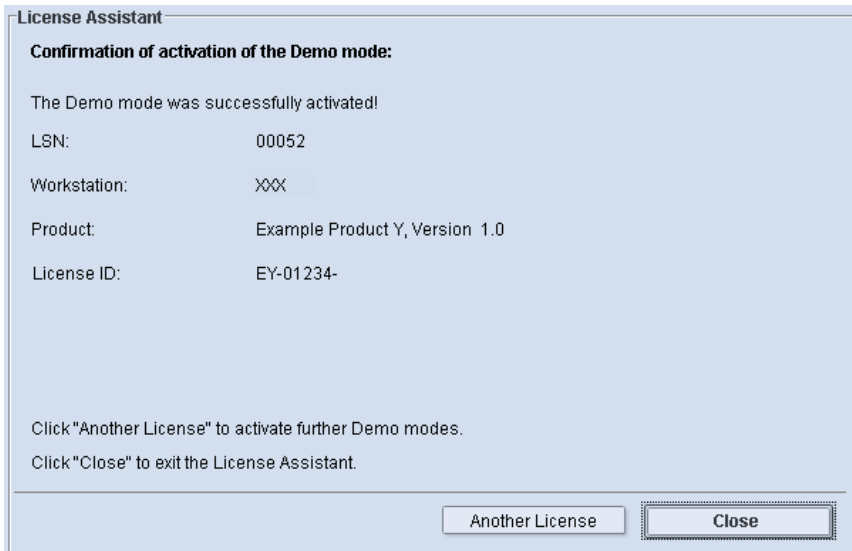 License Assistant
Confirmation of activation of the Demo mode:
The Demo mode was successfully activated!
LSN: 00052
Workstation: XXX
Product: Example Product Y, Version 1.0
License ID: EY-01234-
Click "Another License" to activate further Demo modes.
Click "Close" to exit the License Assistant.
Another License Close